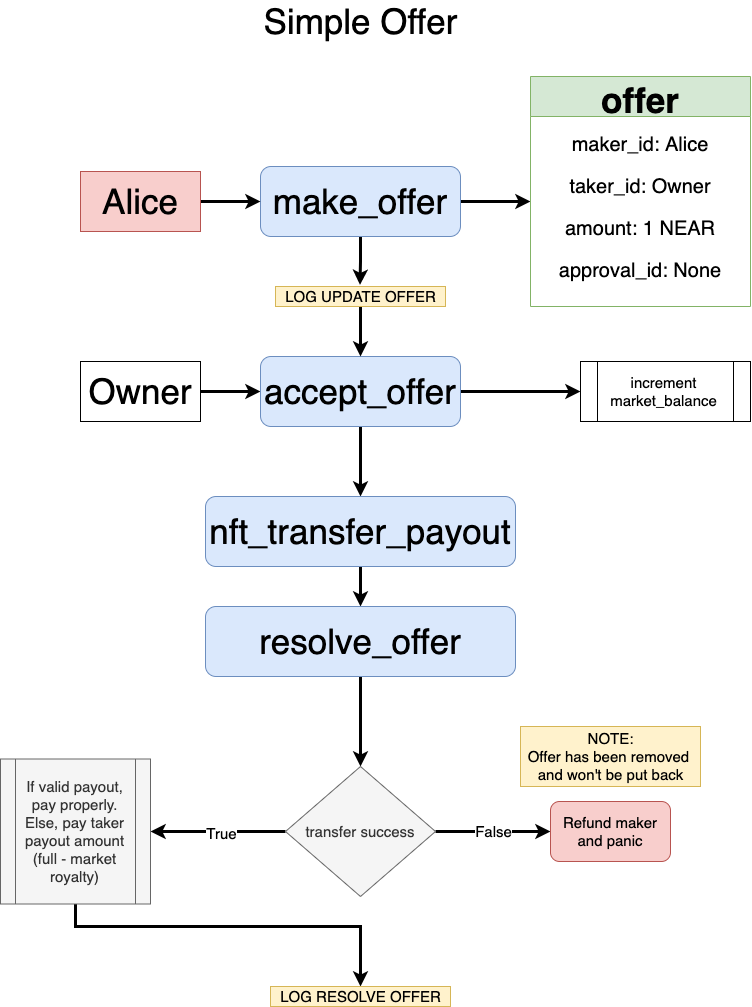 Simple Offer
offer
maker_id: Alice
taker_id: Owner
amount: 1 NEAR
approval_id: None
Alice
make_offer
LOG UPDATE OFFER
Owner
accept_offer
increment
market_balance
nft_transfer_payout
resolve_offer
NOTE:
Offer has been removed
and won't be put back
If valid payout,
pay properly.
Else, pay taker
payout amount
(full - market
royalty)
True
transfer success
False
Refund maker
and panic
LOG RESOLVE OFFER